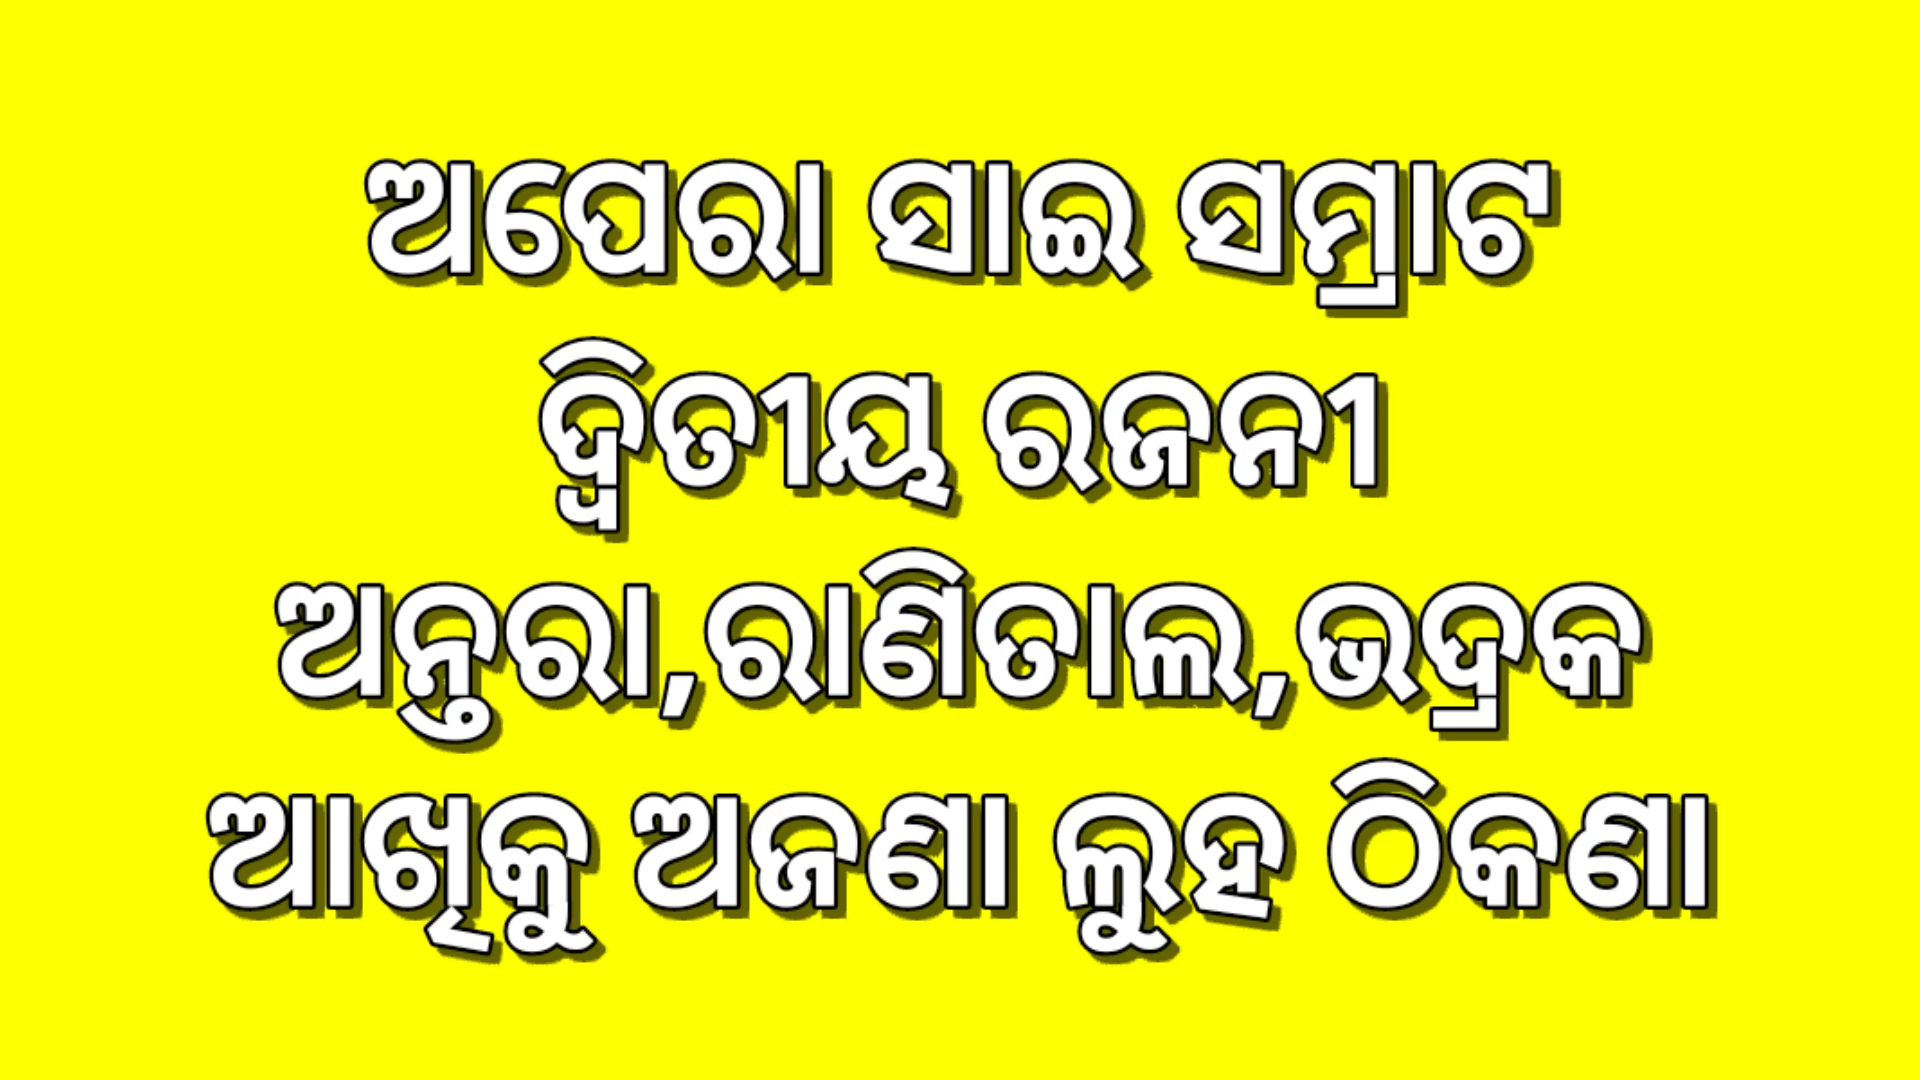 ଅପେରା ସାଇ ସମ୍ରାଟ
ଦ୍ୱିତୀୟ ରଜନୀ
ଅନ୍ତରା,ରାଣିତାଲ,ଭଦ୍ରକ
ଆଖିକୁ ଅଜଣା ଲୁହ ଠିକଣା